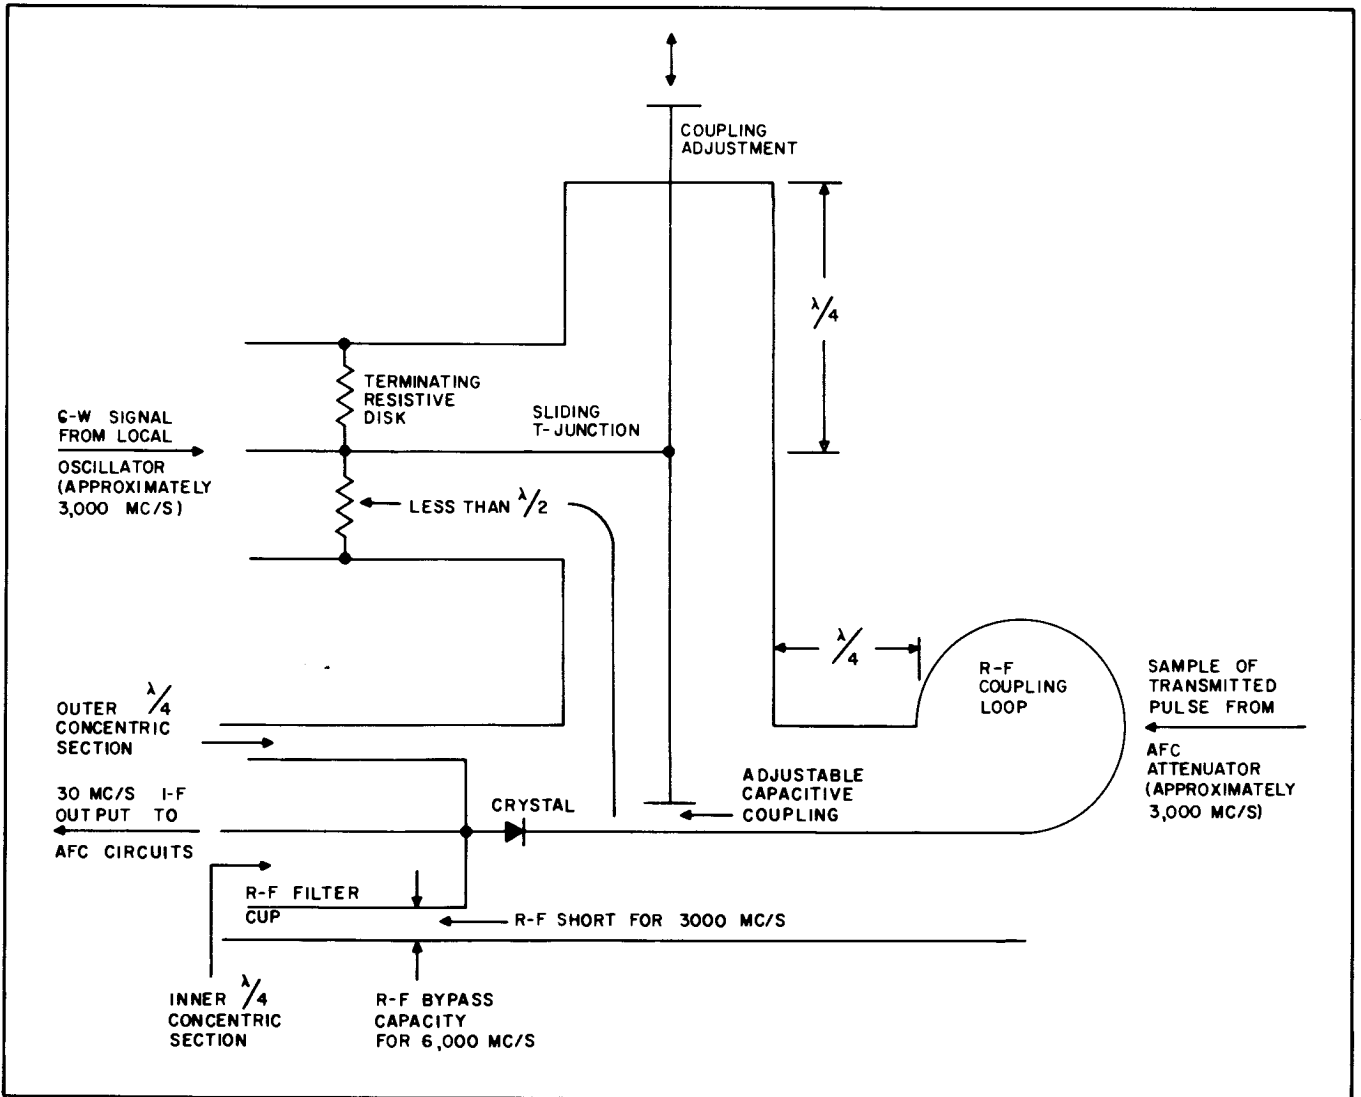 COUPLING
ADJUSTMENT
λ/4
TERMINATING
RESISTIVE
DISK
SLIDING
T-JUNCTION
C-W SIGNAL
FROM LOCAL
OSCILLATOR
(APPROXIMATELY
3,000 MC/S)
LESS THAN λ/2
λ/4
R-F
COUPLING
LOOP
SAMPLE OF
TRANSMITTED
PULSE FROM
AFC
ATTENUATOR
(APPROXIMATELY
3,000 MC/S)
OUTER λ/4
CONCENTRIC
SECTION
30 MC/S I-F
OUTPUT TO
AFC CIRCUITS
CRYSTAL
ADJUSTABLE
CAPACITIVE
COUPLING
R-F FILTER
CUP
R-F SHORT FOR 3000 MC/S
INNER λ/4
CONCENTRIC
SECTION
R-F BYPASS
CAPACITY
FOR 6,000 MC/S